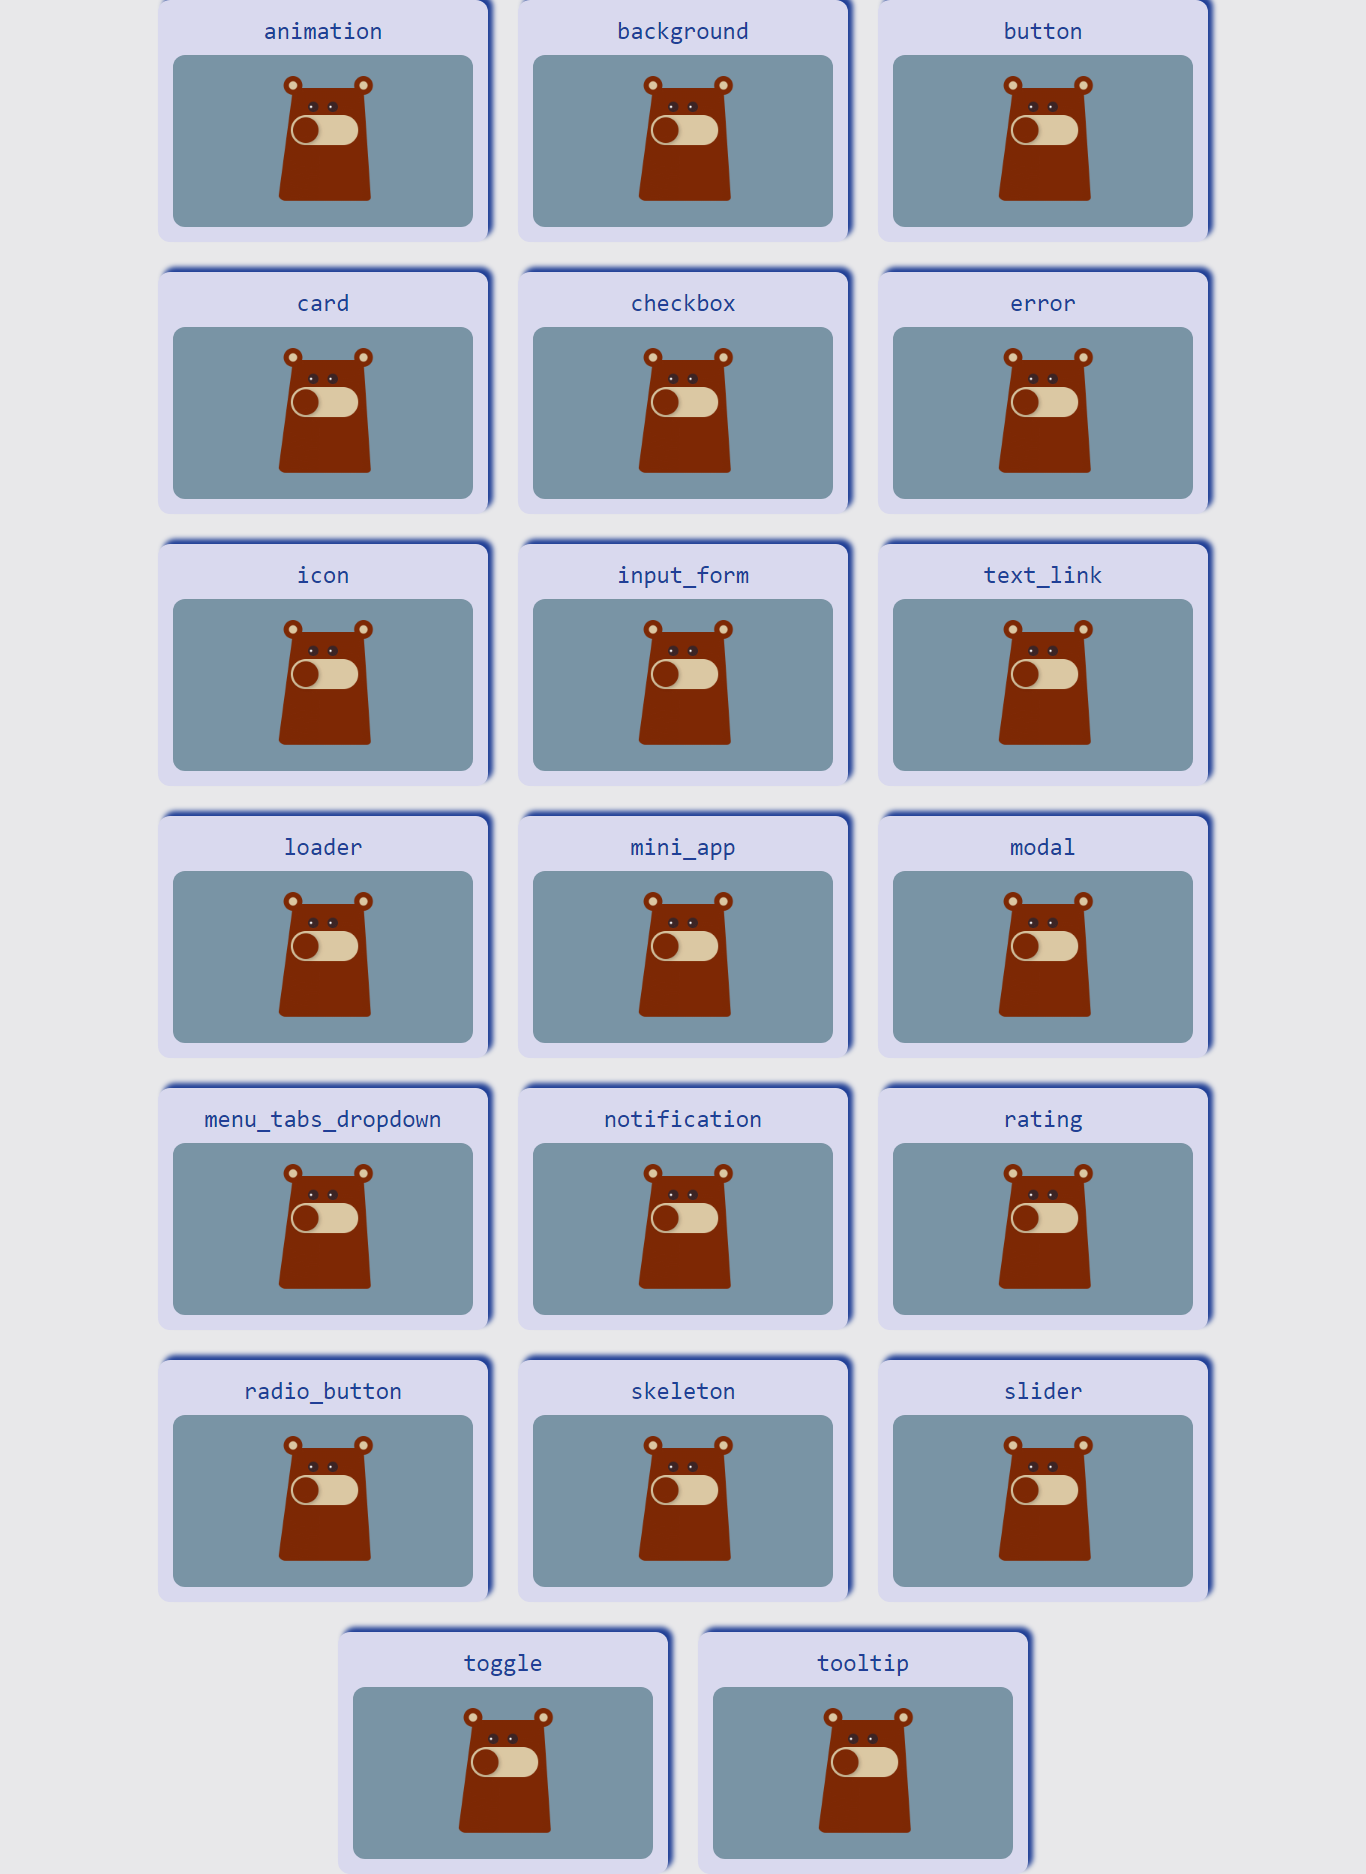 animation
background
button
card
checkbox
error
icon
input_form
text_link
loader
mini_app
modal
menu_tabs_dropdown
notification
rating
radio_button
skeleton
slider
toggle
tooltip